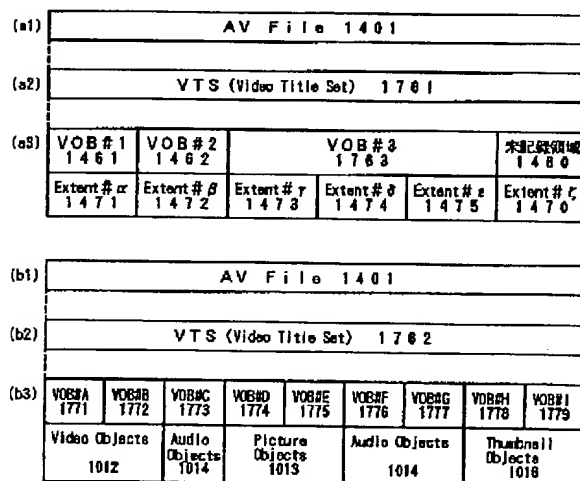 (a1) AV File 1401
(a2) VTS (Video Title Set) 1761
(a3) VOB#1 VOB#2 VOB#3 未記録領域
1461 1462 1763 1460
Extent#α Extent#β Extent#γ Extent#δ Extent#ε Extent#ζ
1471 1472 1473 1474 1475 1470
(b1) AV File 1401
(b2) VTS (Video Title Set) 1762
(b3) VOB#A VOB#B VOB#C VOB#D VOB#E VOB#F VOB#G VOB#H VOB#I
1771 1772 1773 1774 1775 1776 1777 1778 1779
Video Objects Audio Objects Picture Objects Audio Objects Thumbnail Objects
1012 1014 1013 1014 1016